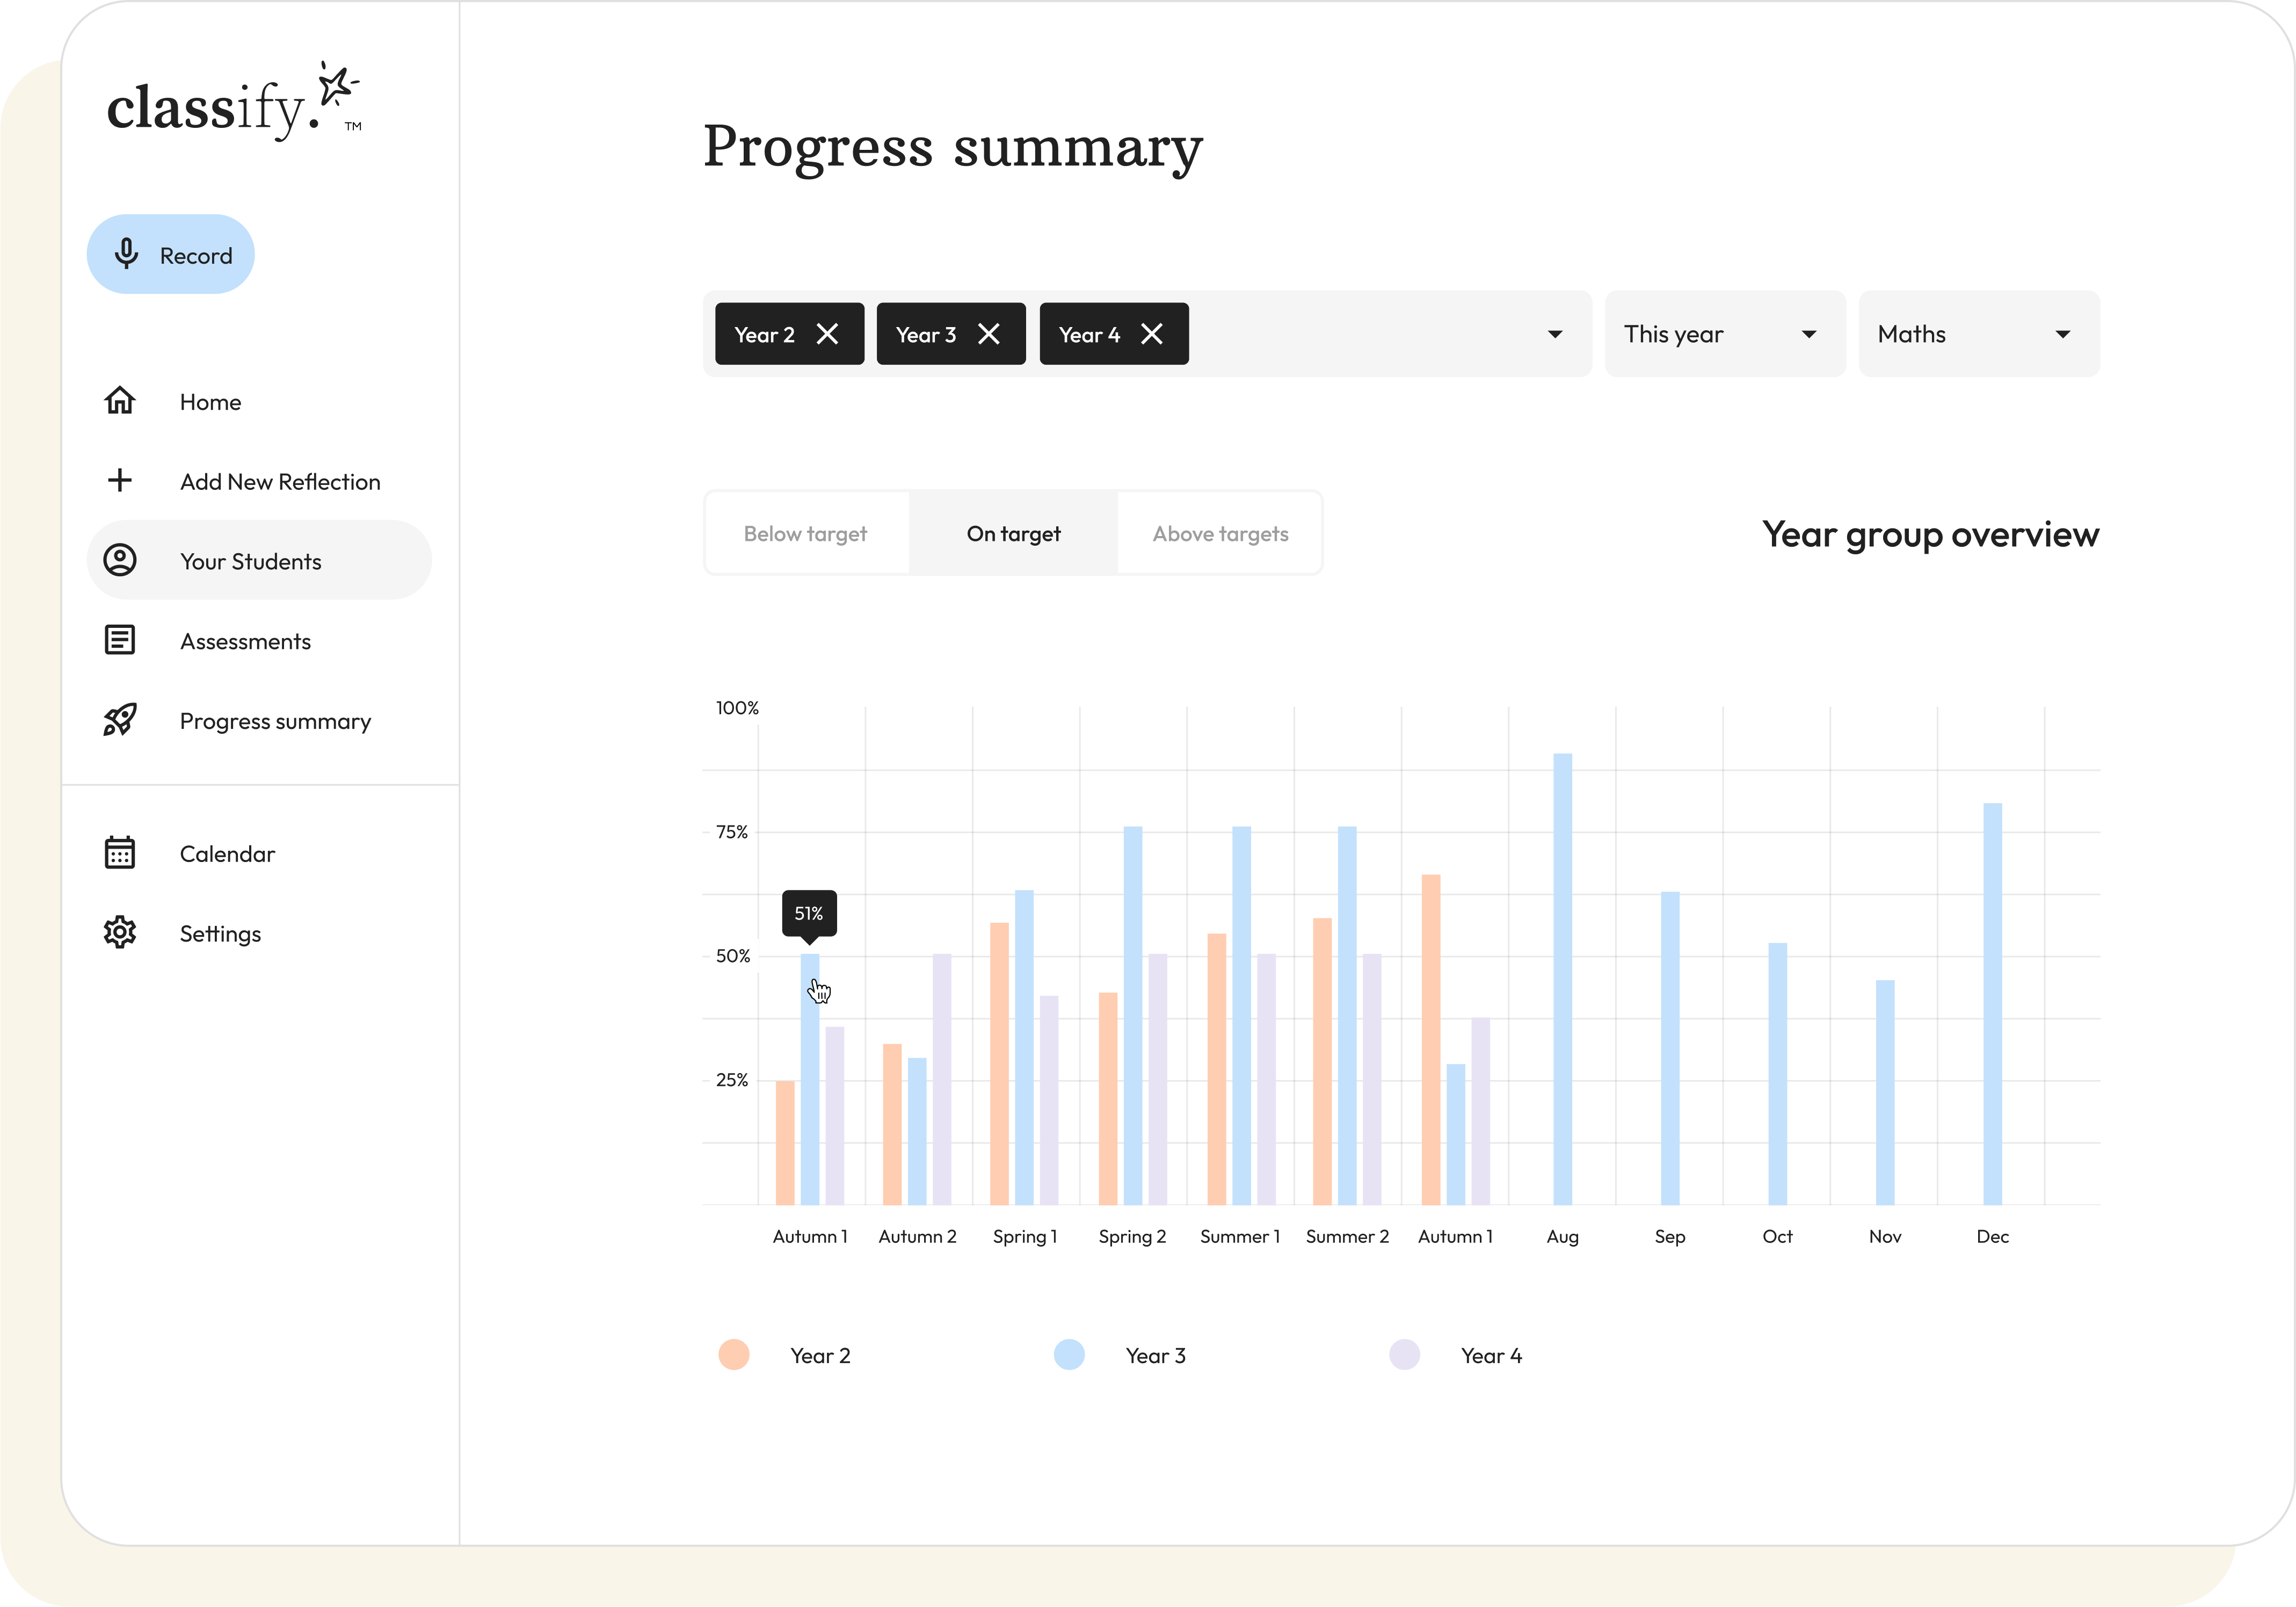 classify. ™
Record
Home
Add New Reflection
Your Students
Assessments
Progress summary
Calendar
Settings
Progress summary
Year 2 Year 3 Year 4 This year Maths
Below target On target Above targets Year group overview
100%
75%
51%
50%
25%
Autumn 1 Autumn 2 Spring 1 Spring 2 Summer 1 Summer 2 Autumn 1 Aug Sep Oct Nov Dec
Year 2 Year 3 Year 4